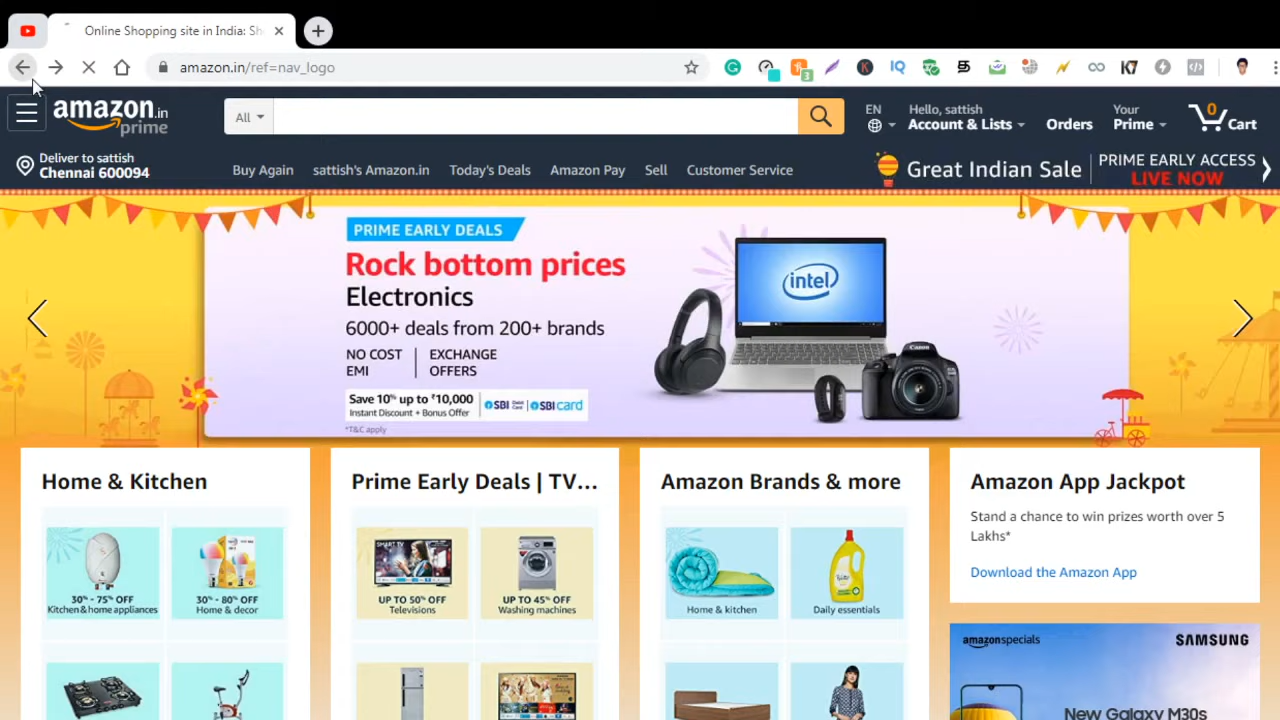 Online Shopping site in India: Sh
amazon.in/ref=nav_logo
amazon.in
prime
All
EN
Hello, sattish
Account & Lists
Orders
Your
Prime
0
Cart
Deliver to sattish
Chennai 600094
Buy Again
sattish's Amazon.in
Today's Deals
Amazon Pay
Sell
Customer Service
Great Indian Sale
PRIME EARLY ACCESS
LIVE NOW
PRIME EARLY DEALS
Rock bottom prices
Electronics
6000+ deals from 200+ brands
NO COST
EMI
EXCHANGE
OFFERS
Save 10% up to ₹10,000
Instant Discount + Bonus Offer
SBI Debit Card
SBI card
*T&C apply
intel
Canon
Home & Kitchen
30% - 75% OFF
Kitchen & home appliances
30% - 80% OFF
Home & decor
Prime Early Deals | TV...
SMART TV
UP TO 50% OFF
Televisions
UP TO 45% OFF
Washing machines
Amazon Brands & more
Home & kitchen
Daily essentials
Amazon App Jackpot
Stand a chance to win prizes worth over 5
Lakhs*
Download the Amazon App
amazonspecials
SAMSUNG
New Galaxy M30s